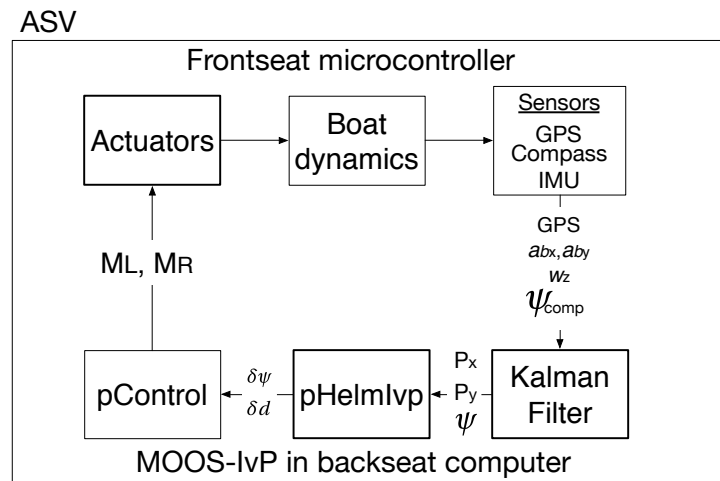 ASV
Frontseat microcontroller
Actuators
Boat
dynamics
Sensors
GPS
Compass
IMU
GPS
abx,aby
wz
ψcomp
ML, MR
pControl
δψ
δd
pHelmIvp
Px
Py
ψ
Kalman
Filter
MOOS-IvP in backseat computer